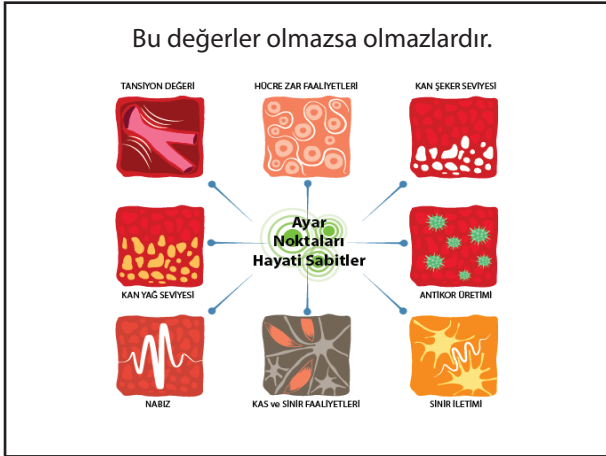 Bu değerler olmazsa olmazlardır.
TANSİYON DEĞERİ
HÜCRE ZAR FAALİYETLERİ
KAN ŞEKER SEVİYESİ
Ayar
Noktaları
Hayati Sabitler
KAN YAĞ SEVİYESİ
ANTİKOR ÜRETİMİ
NABIZ
KAS ve SİNİR FAALİYETLERİ
SİNİR İLETİMİ